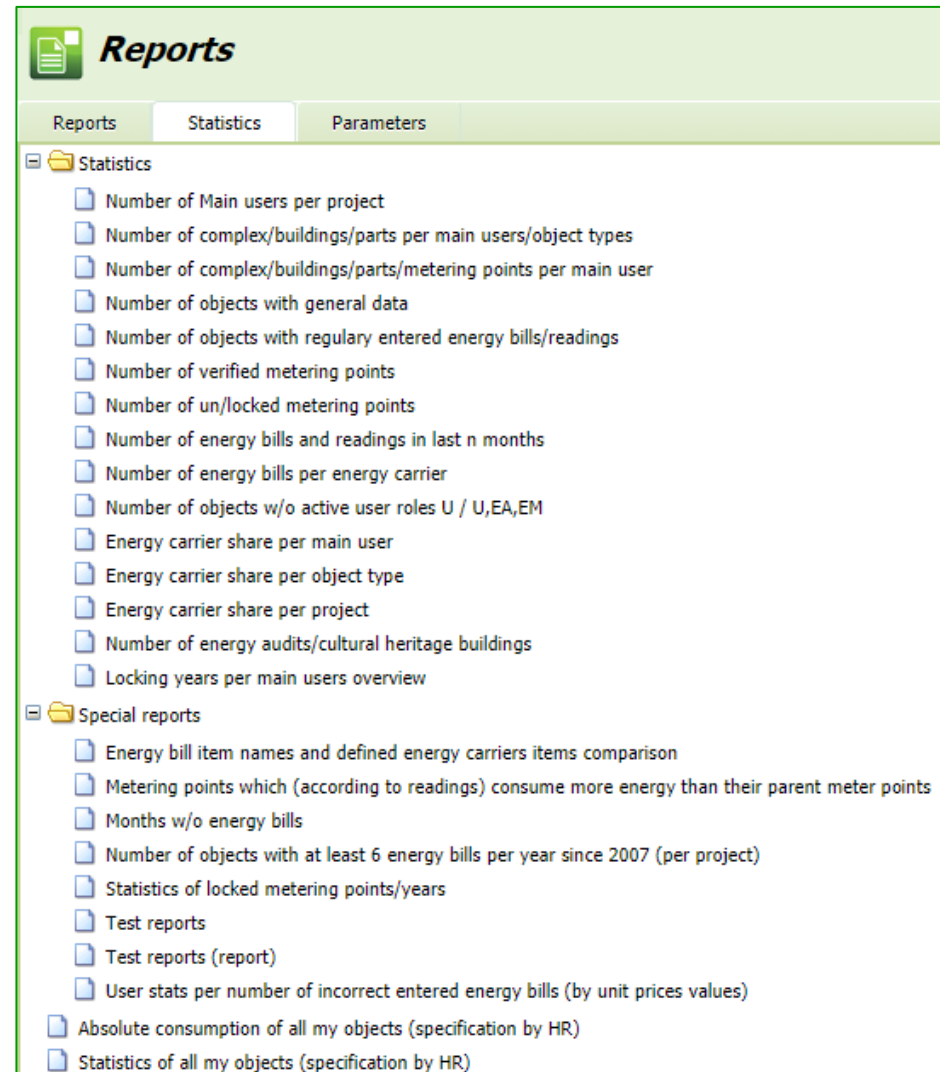 Reports
Reports Statistics Parameters
Statistics
Number of Main users per project
Number of complex/buildings/parts per main users/object types
Number of complex/buildings/parts/metering points per main user
Number of objects with general data
Number of objects with regulary entered energy bills/readings
Number of verified metering points
Number of un/locked metering points
Number of energy bills and readings in last n months
Number of energy bills per energy carrier
Number of objects w/o active user roles U / U,EA,EM
Energy carrier share per main user
Energy carrier share per object type
Energy carrier share per project
Number of energy audits/cultural heritage buildings
Locking years per main users overview
Special reports
Energy bill item names and defined energy carriers items comparison
Metering points which (according to readings) consume more energy than their parent meter points
Months w/o energy bills
Number of objects with at least 6 energy bills per year since 2007 (per project)
Statistics of locked metering points/years
Test reports
Test reports (report)
User stats per number of incorrect entered energy bills (by unit prices values)
Absolute consumption of all my objects (specification by HR)
Statistics of all my objects (specification by HR)